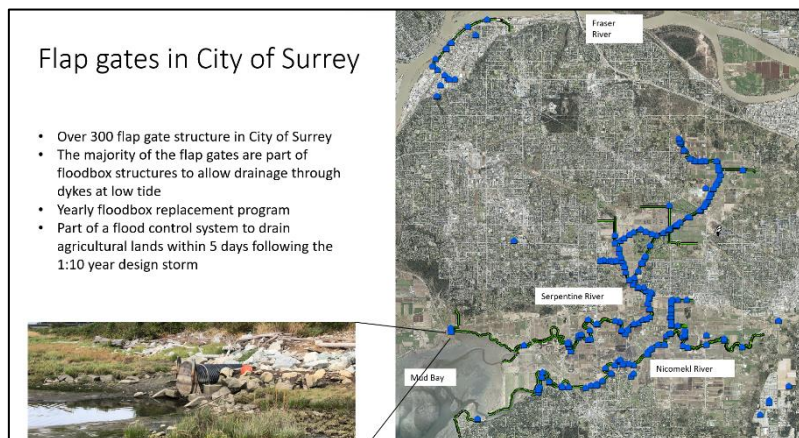 Flap gates in City of Surrey
• Over 300 flap gate structure in City of Surrey
• The majority of the flap gates are part of
floodbox structures to allow drainage through
dykes at low tide
• Yearly floodbox replacement program
• Part of a flood control system to drain
agricultural lands within 5 days following the
1:10 year design storm
Fraser
River
Serpentine River
Mud Bay
Nicomekl River